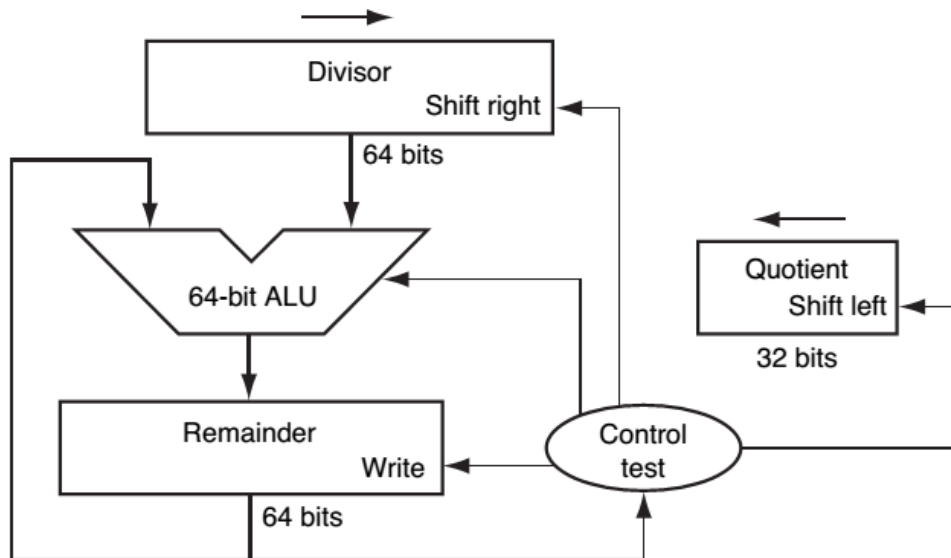 Divisor
Shift right
64 bits
64-bit ALU
Quotient
Shift left
32 bits
Remainder
Write
64 bits
Control
test